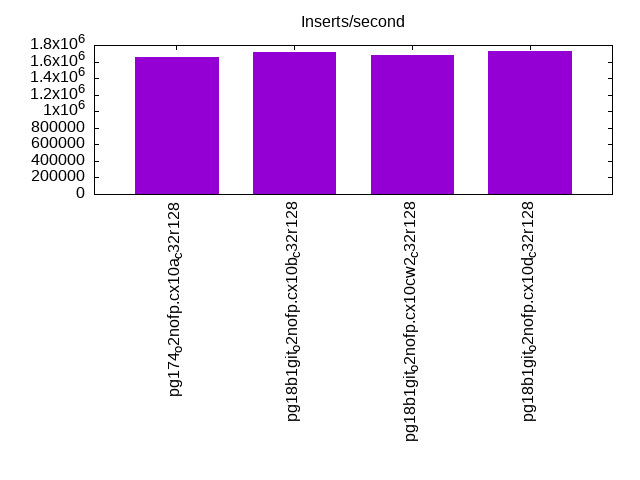 Inserts/second
1.8x10^6
1.6x10^6
1.4x10^6
1.2x10^6
1x10^6
800000
600000
400000
200000
0
pg174_o2nofp.cx10a_c32r128
pg18b1git_o2nofp.cx10b_c32r128
pg18b1git_o2nofp.cx10cw2_c32r128
pg18b1git_o2nofp.cx10d_c32r128